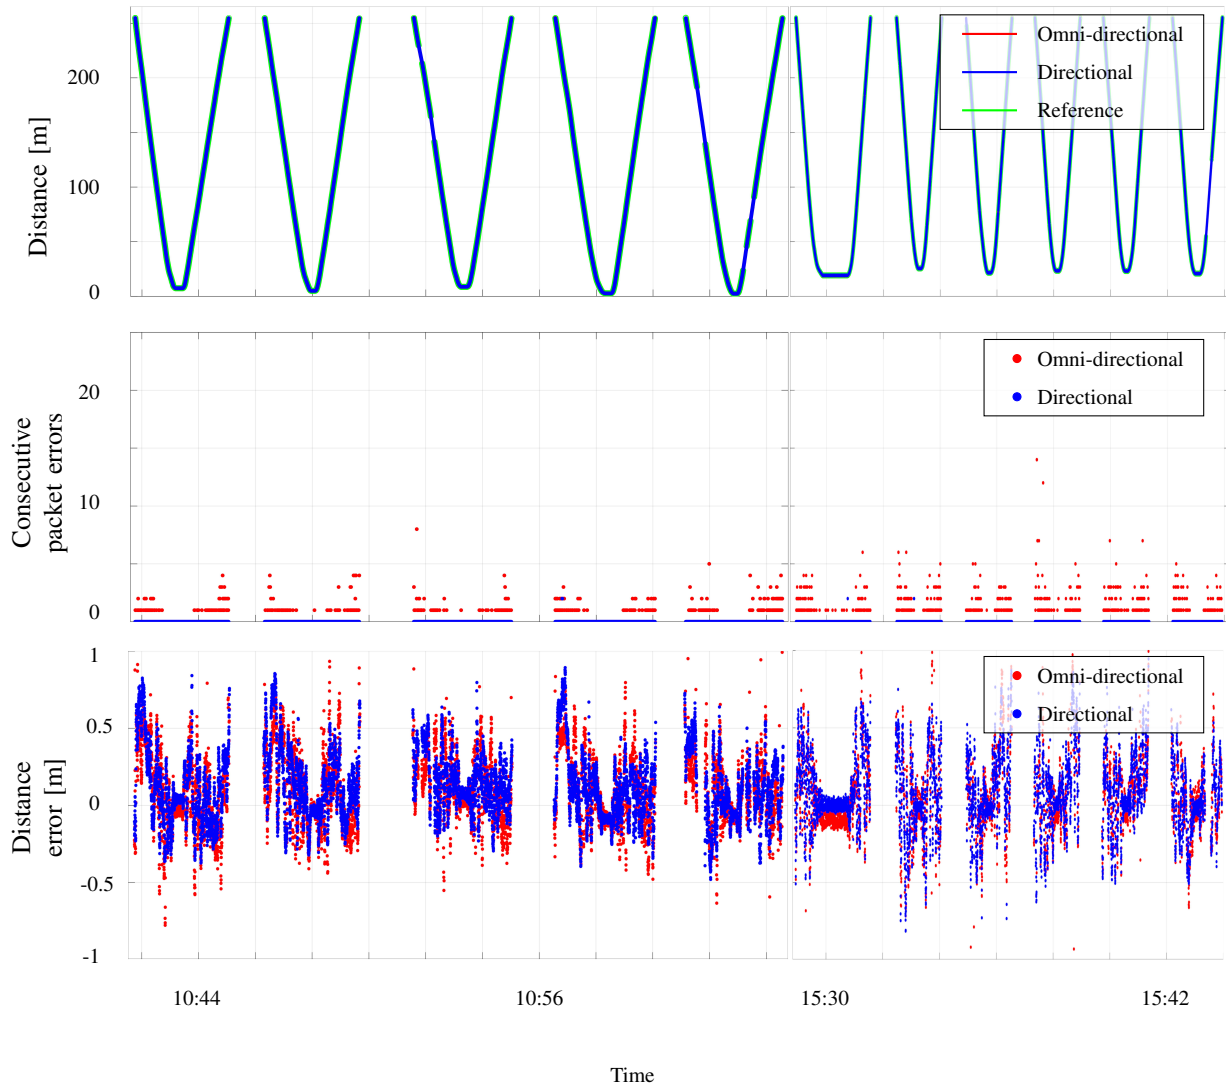 200
100
0
Distance [m]
Omni-directional
Directional
Reference
20
10
0
Consecutive
packet errors
Omni-directional
Directional
1
0.5
0
-0.5
-1
Distance
error [m]
Omni-directional
Directional
10:44
10:56
15:30
15:42
Time